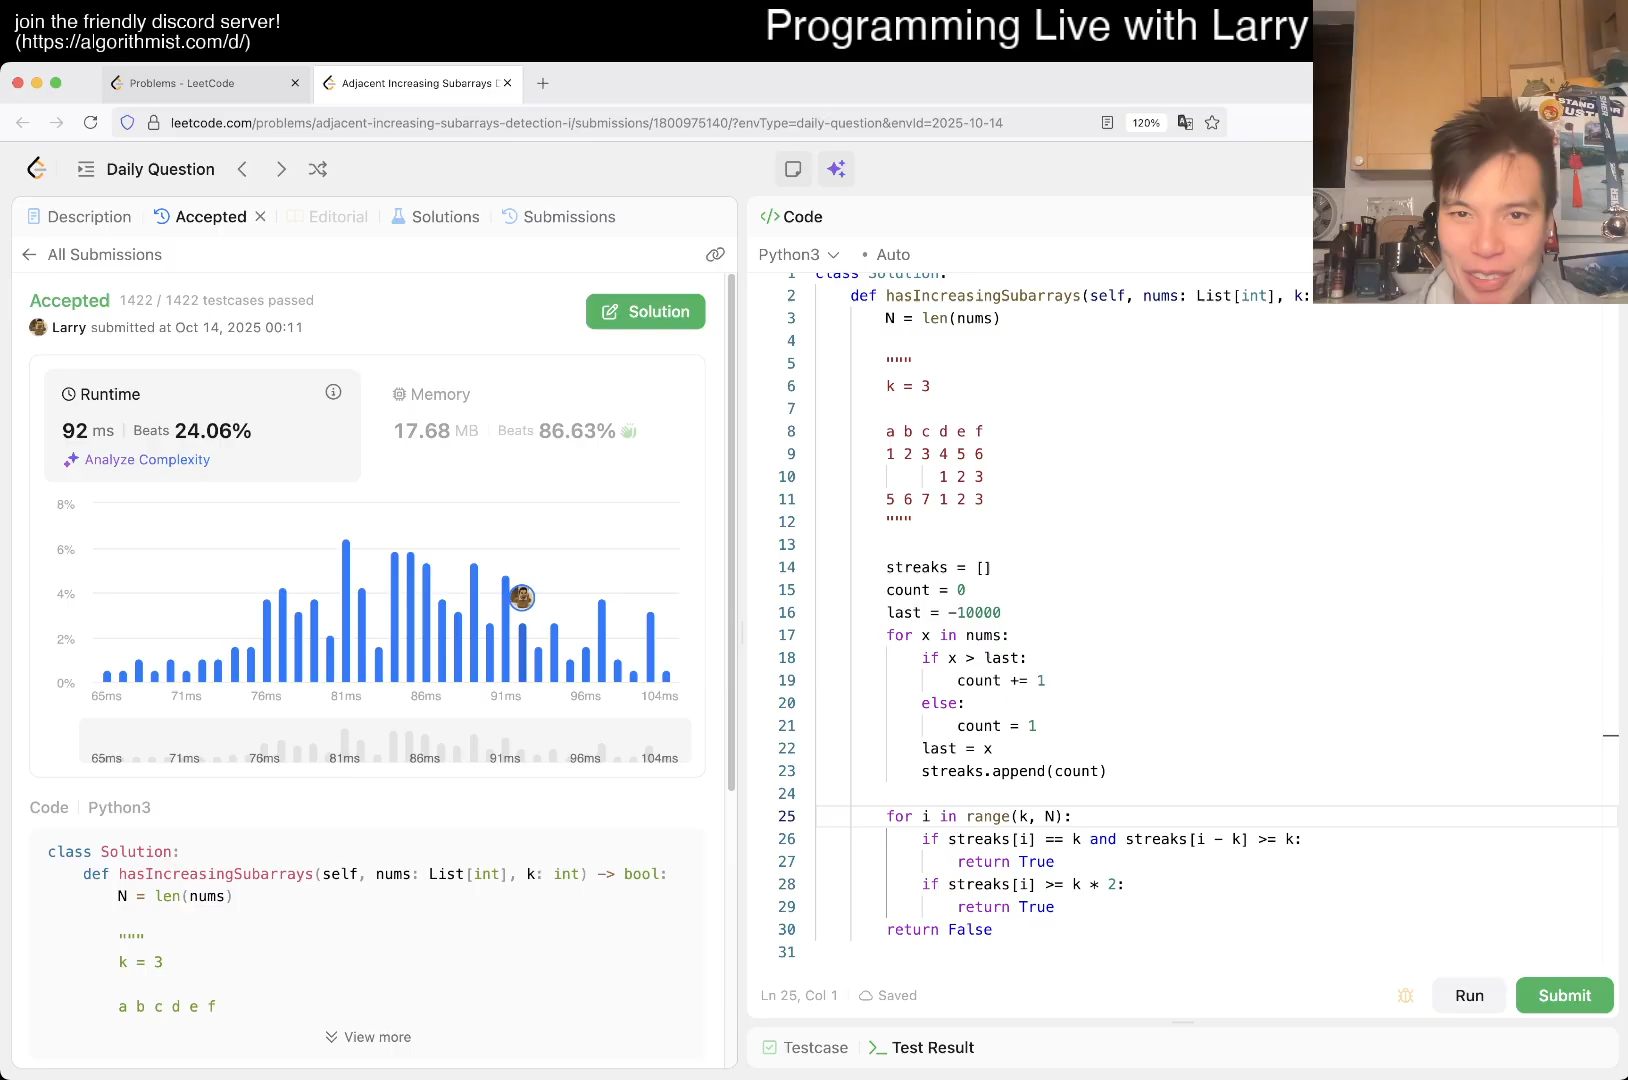 join the friendly discord server!
(https://algorithmist.com/d/)
Programming Live with Larry
Problems - LeetCode
Adjacent Increasing Subarrays D
leetcode.com/problems/adjacent-increasing-subarrays-detection-i/submissions/1800975140/?envType=daily-question&envId=2025-10-14
120%
Daily Question
Description
Accepted
Editorial
Solutions
Submissions
All Submissions
Accepted 1422 / 1422 testcases passed
Larry submitted at Oct 14, 2025 00:11
Solution
Runtime
92 ms Beats 24.06%
Analyze Complexity
Memory
17.68 MB Beats 86.63%
8%
6%
4%
2%
0%
65ms 71ms 76ms 81ms 86ms 91ms 96ms 104ms
65ms 71ms 76ms 81ms 86ms 91ms 96ms 104ms
Code Python3
class Solution:
def hasIncreasingSubarrays(self, nums: List[int], k: int) -> bool:
N = len(nums)
"""
k = 3
a b c d e f
View more
</> Code
Python3 • Auto
1 class Solution:
2 def hasIncreasingSubarrays(self, nums: List[int], k:
3 N = len(nums)
4
5 """
6 k = 3
7
8 a b c d e f
9 1 2 3 4 5 6
10 1 2 3
11 5 6 7 1 2 3
12 """
13
14 streaks = []
15 count = 0
16 last = -10000
17 for x in nums:
18 if x > last:
19 count += 1
20 else:
21 count = 1
22 last = x
23 streaks.append(count)
24
25 for i in range(k, N):
26 if streaks[i] == k and streaks[i - k] >= k:
27 return True
28 if streaks[i] >= k * 2:
29 return True
30 return False
31
Ln 25, Col 1 Saved
Run
Submit
Testcase
Test Result
STAND